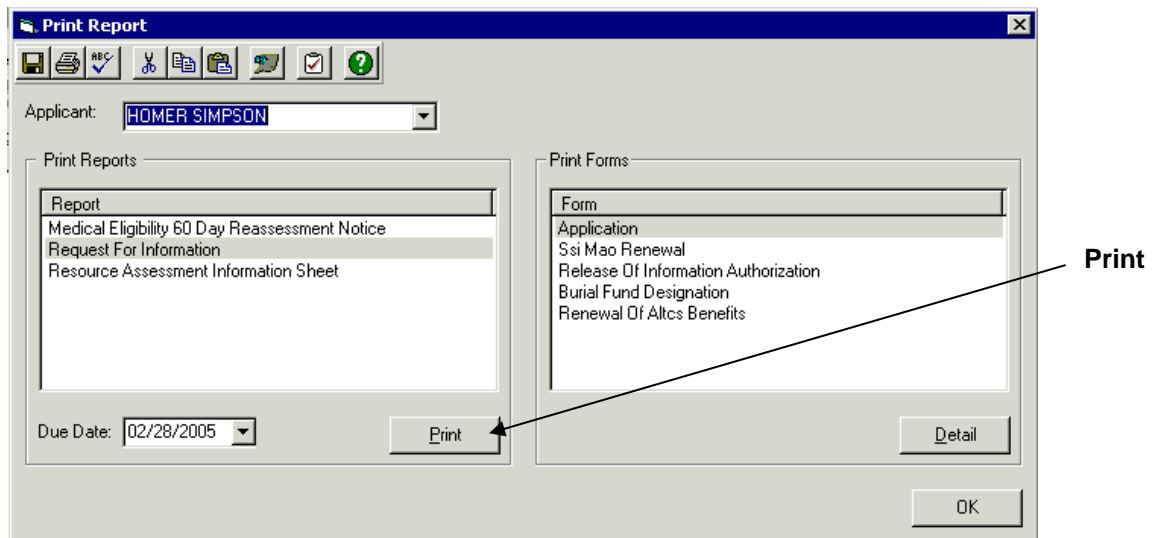 Print Report
ABC
Applicant: HOMER SIMPSON
Print Reports
Report
Medical Eligibility 60 Day Reassessment Notice
Request For Information
Resource Assessment Information Sheet
Due Date: 02/28/2005
Print
Print Forms
Form
Application
Ssi Mao Renewal
Release Of Information Authorization
Burial Fund Designation
Renewal Of Altcs Benefits
Detail
OK
Print